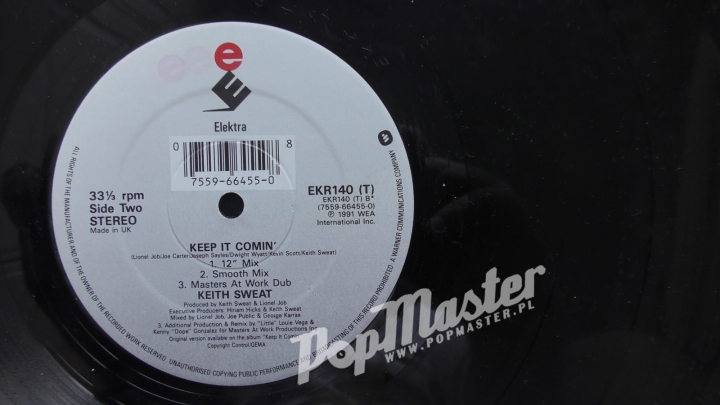 e
E
Elektra
0 8
7559-66455-0
33⅓ rpm
Side Two
STEREO
Made in UK
EKR140 (T)
EKR140 (T) B*
(7559-66455-0)
℗ 1991 WEA
International Inc.
KEEP IT COMIN'
(Lionel Job/Joe Carter/Joseph Sayles/Dwight Wyatt/Kevin Scott/Keith Sweat)
1. 12" Mix
2. Smooth Mix
3. Masters At Work Dub
KEITH SWEAT
Produced by Keith Sweat & Lionel Job
Executive Producers: Hiriam Hicks & Keith Sweat
Mixed by Lionel Job, Joe Public & George Karras
3. Additional Production & Remix by "Little" Louie Vega &
Kenny "Dope" Gonzalez for Masters At Work Productions Inc
Original version available on the album "Keep It
Copyright Control/GEMA
ALL RIGHTS OF THE MANUFACTURER AND OF THE OWNER OF THE RECORDED WORK RESERVED UNAUTHORISED COPYING PUBLIC PERFORMANCE AND BROADCASTING OF THIS RECORD PROHIBITED. A WARNER COMMUNICATIONS COMPANY
PopMaster
WWW.POPMASTER.PL